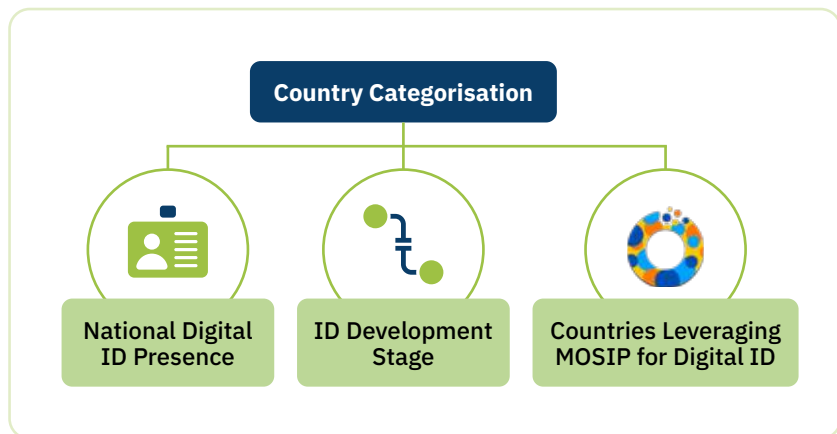 Country Categorisation
National Digital
ID Presence
ID Development
Stage
Countries Leveraging
MOSIP for Digital ID